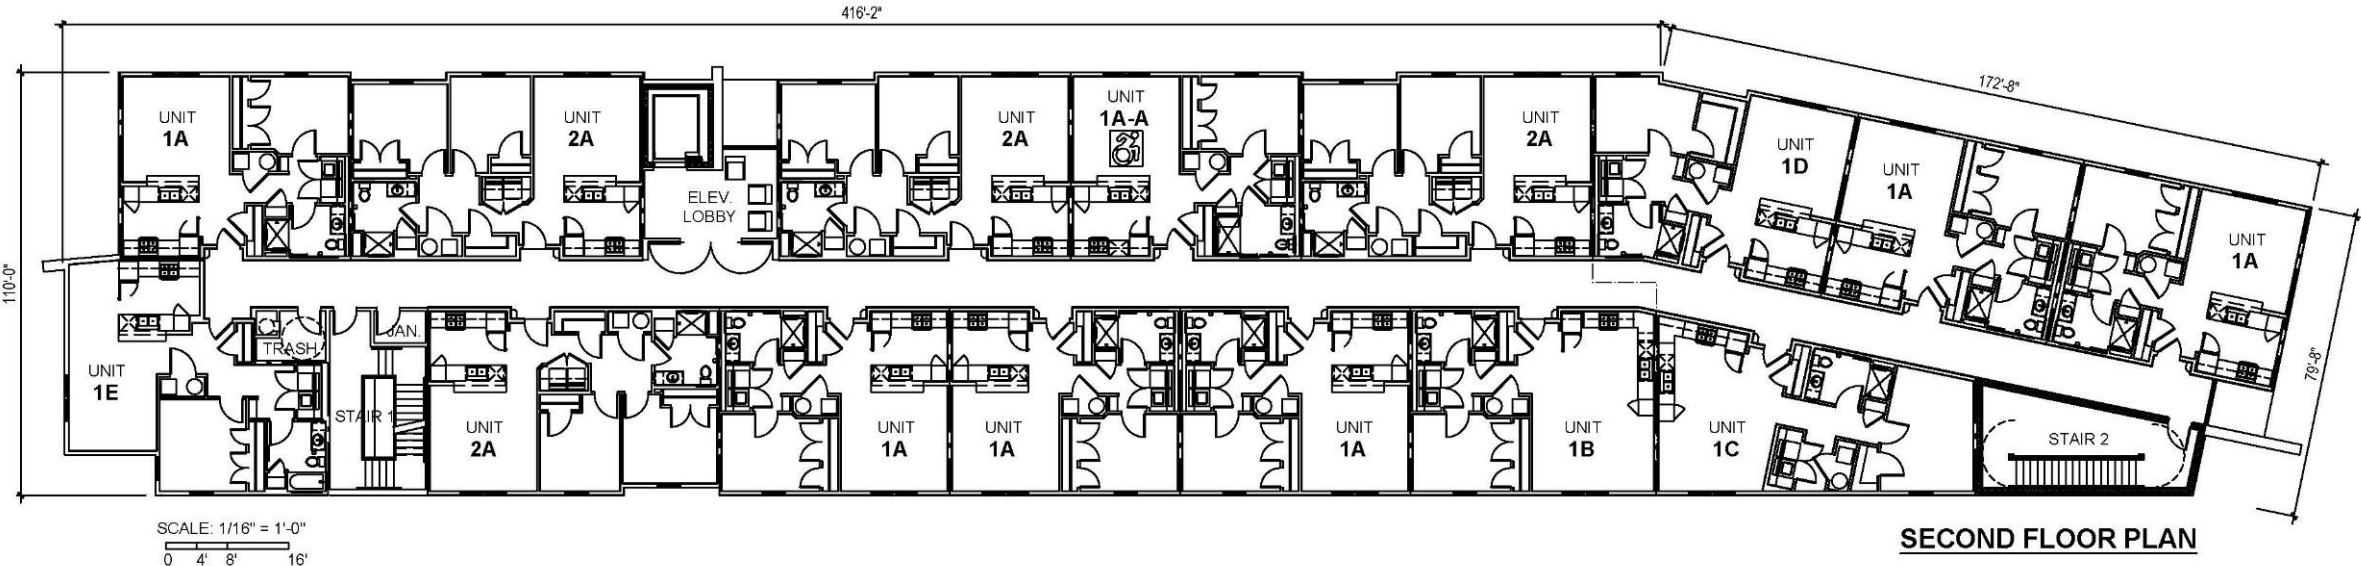 416'-2"
172'-8"
110'-0"
79'-8"
UNIT
1A
UNIT
2A
ELEV.
LOBBY
UNIT
2A
UNIT
1A-A
UNIT
2A
UNIT
1D
UNIT
1A
UNIT
1A
UNIT
1E
TRASH
JAN.
STAIR 1
UNIT
2A
UNIT
1A
UNIT
1A
UNIT
1A
UNIT
1B
UNIT
1C
STAIR 2
SCALE: 1/16" = 1'-0"
0 4' 8' 16'
SECOND FLOOR PLAN